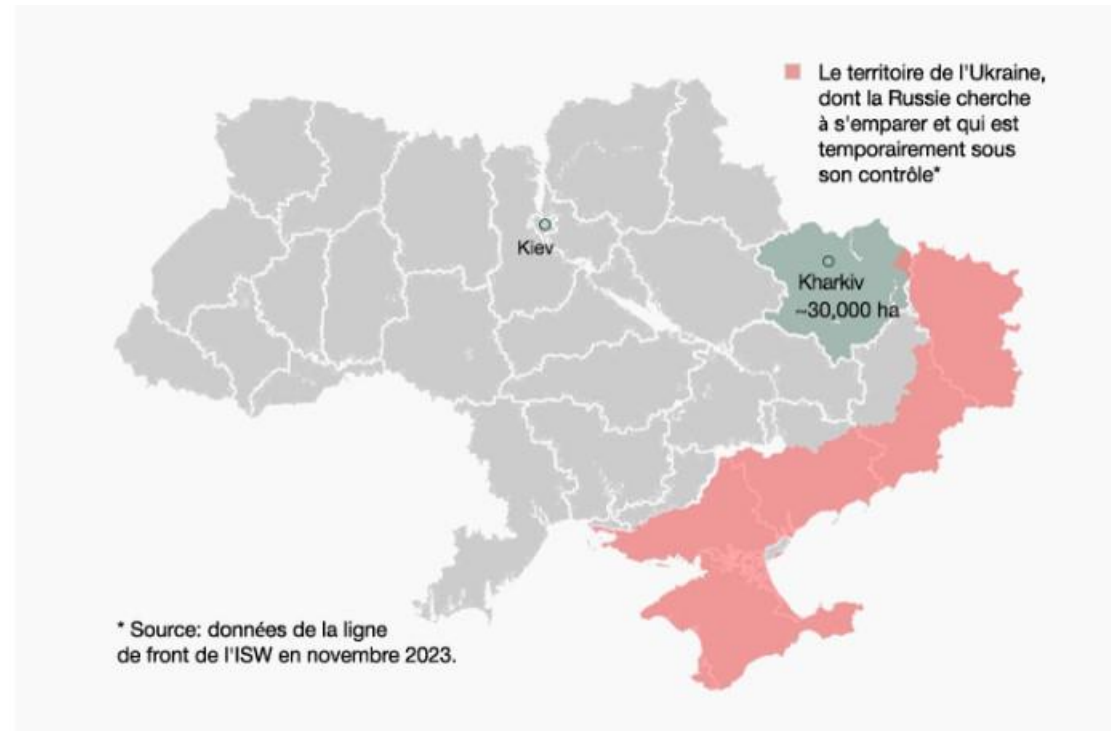 Le territoire de l'Ukraine,
dont la Russie cherche
à s'emparer et qui est
temporairement sous
son contrôle*
Kiev
Kharkiv
~30,000 ha
* Source: données de la ligne
de front de l'ISW en novembre 2023.